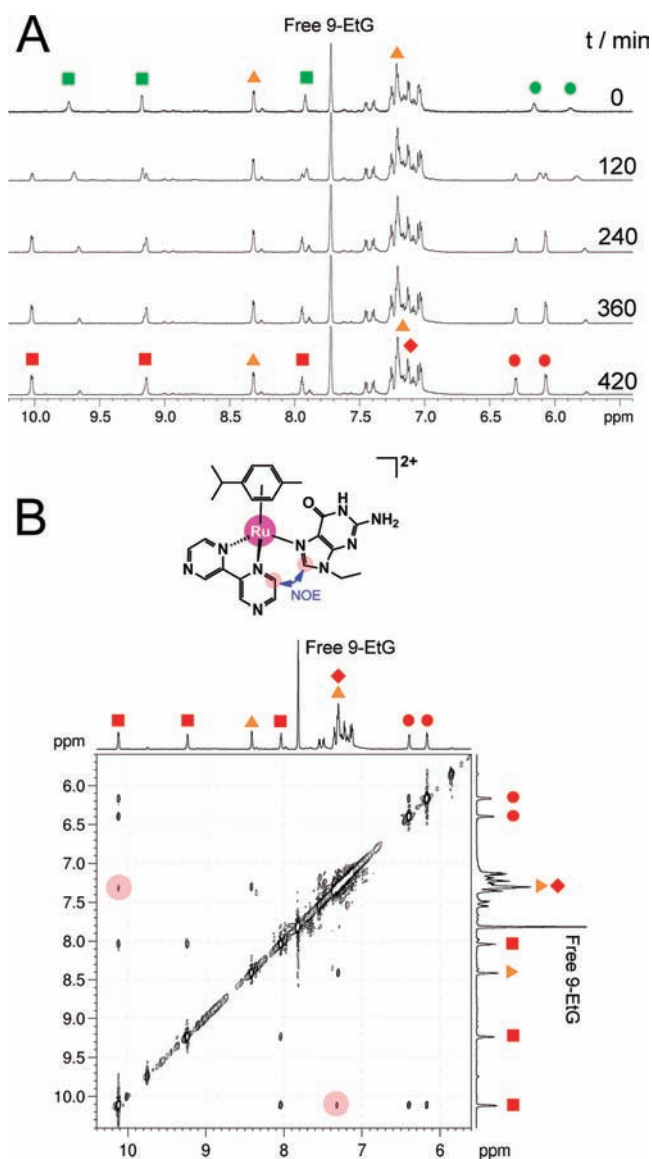 A
Free 9-EtG
t / min
0
120
240
360
420
10.0 9.5 9.0 8.5 8.0 7.5 7.0 6.5 6.0 ppm
B
2+
O
NH
Ru
N
N
NH₂
N
N
N
N
N
N
NOE
Free 9-EtG
ppm
6.0
6.5
7.0
7.5
8.0
8.5
9.0
9.5
10.0
Free 9-EtG
10 9 8 7 6 ppm